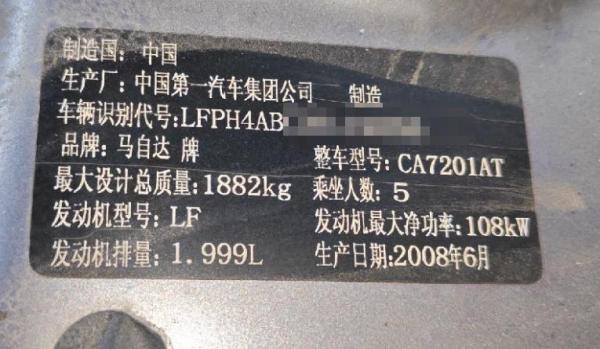 制造国：中国
生产厂：中国第一汽车集团公司 制造
车辆识别代号:LFPH4AB
品牌：马自达 牌 整车型号：CA7201AT
最大设计总质量:1882kg 乘坐人数：5
发动机型号：LF 发动机最大净功率:108kW
发动机排量：1.999L 生产日期:2008年6月